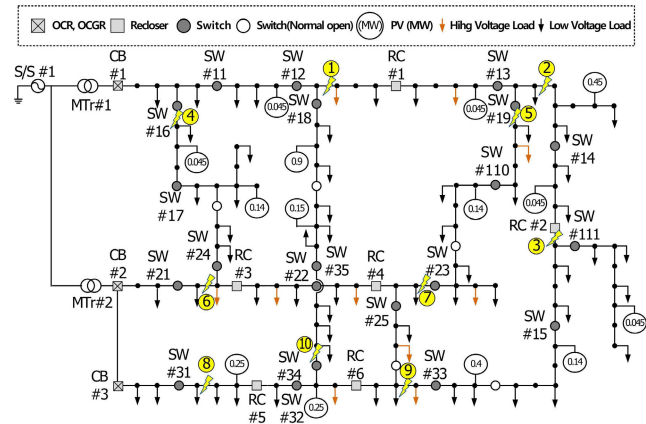 OCR, OCGR Recloser Switch Switch(Normal open) (MW) PV (MW) Hihg Voltage Load Low Voltage Load
S/S #1
MTr#1
CB #1
SW #11
SW #12
1
RC #1
SW #13
2
0.45
SW #16
4
0.045
SW #18
0.045
SW #19
5
SW #14
0.045
0.9
SW #110
SW #17
0.14
0.15
0.14
0.045
RC #2
SW #111
3
CB #2
MTr#2
SW #21
SW #24
6
RC #3
SW #22
SW #35
RC #4
SW #23
7
SW #25
0.045
SW #15
10
0.14
CB #3
SW #31
8
0.25
RC #5
SW #34
SW #32
0.25
RC #6
9
SW #33
0.4